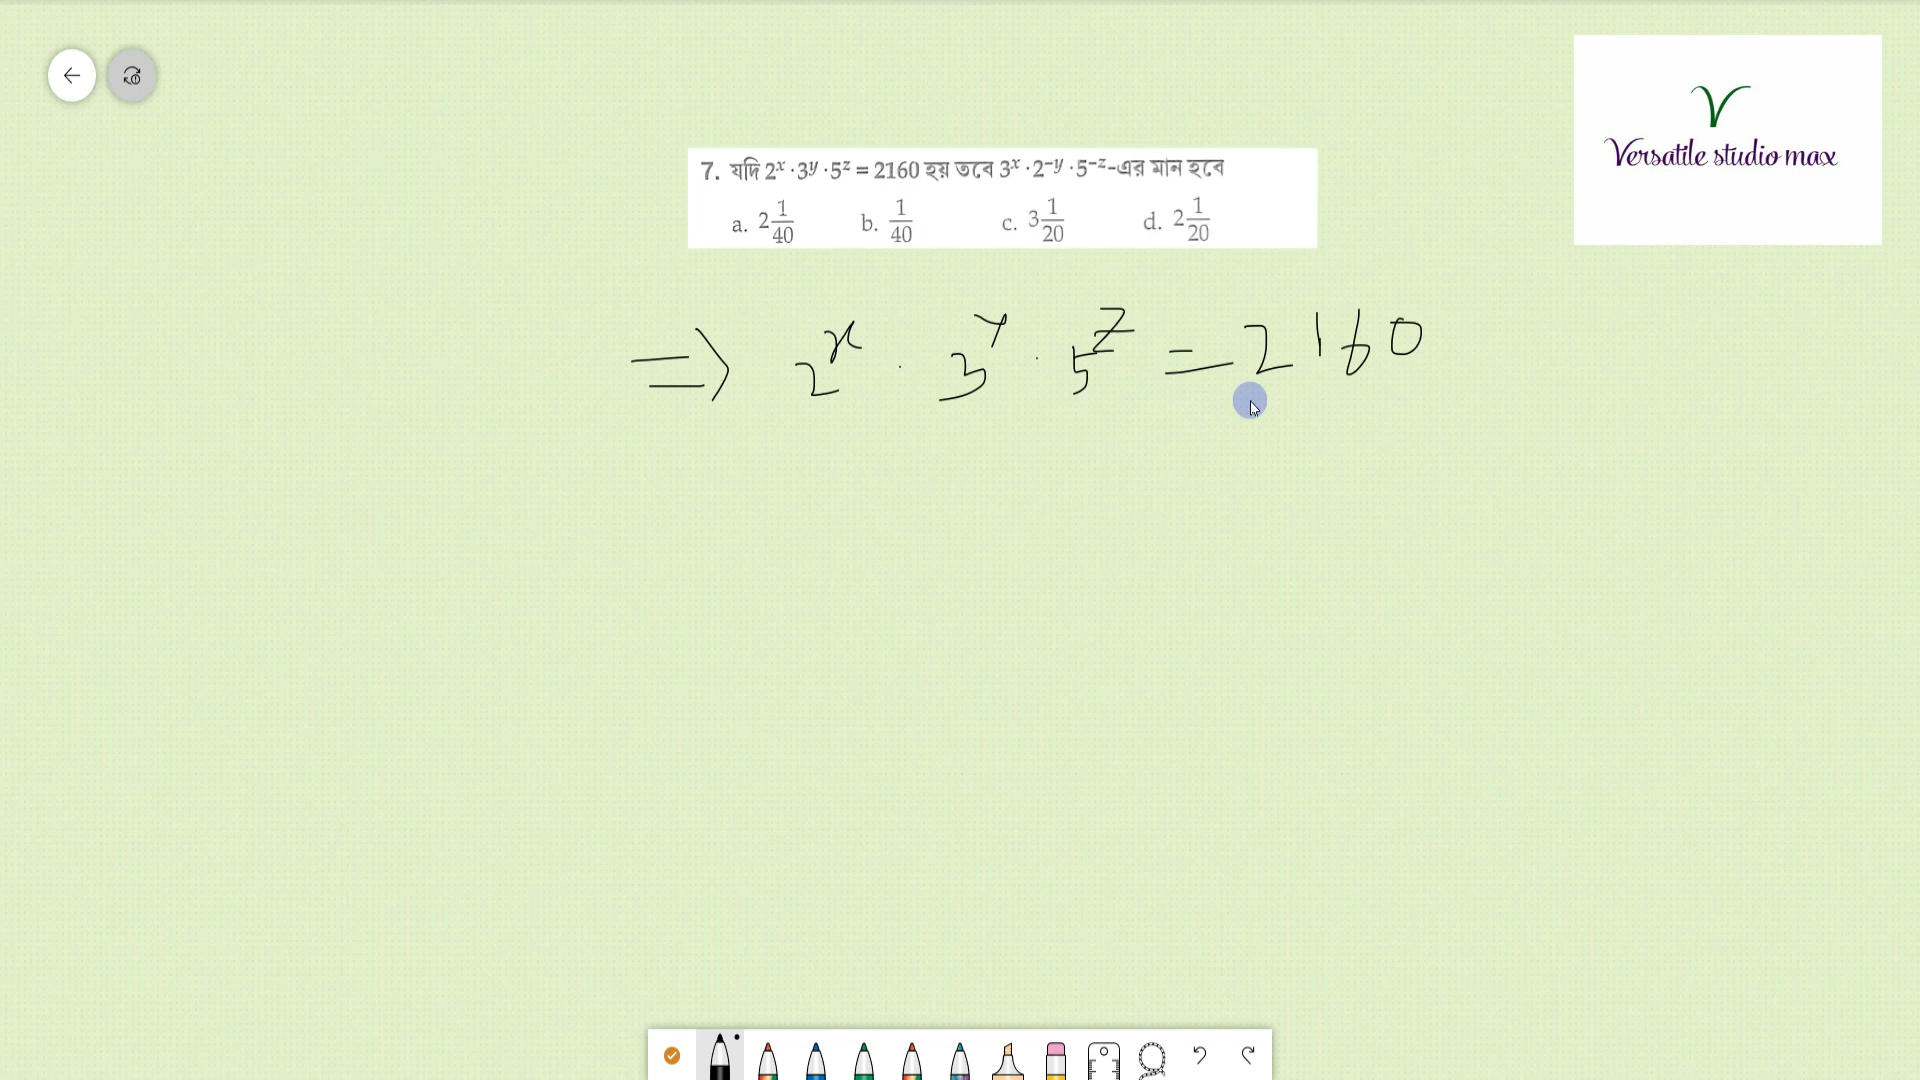 V
Versatile studio max
7. যদি 2ˣ · 3ʸ · 5ᶻ = 2160 হয় তবে 3ˣ · 2⁻ʸ · 5⁻ᶻ-এর মান হবে
a. 2 1/40 b. 1/40 c. 3 1/20 d. 2 1/20
⇒ 2ˣ · 3ʸ · 5ᶻ = 2160